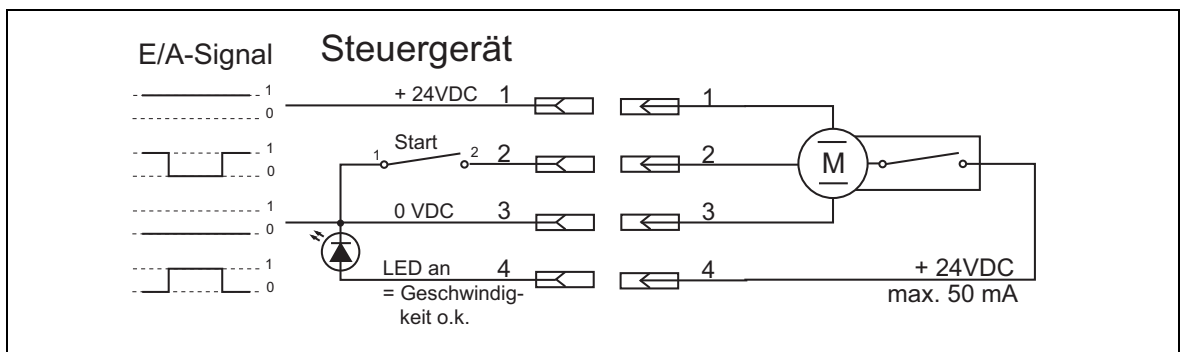 E/A-Signal Steuergerät
1
0
+ 24VDC 1 1
1
0
Start
1 2 2 2
M
1
0
0 VDC 3 3
1
0
LED an 4 4 + 24VDC
= Geschwindig- max. 50 mA
keit o.k.